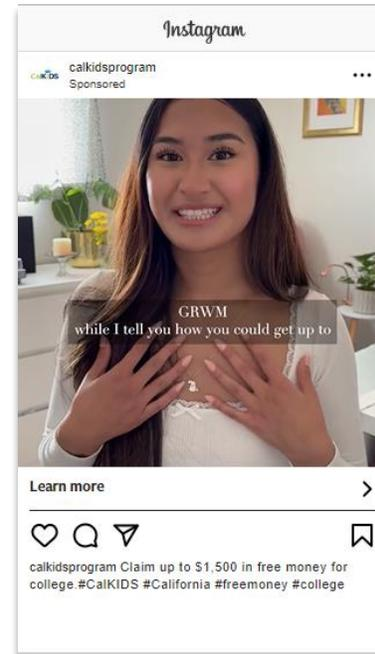 Instagram
CalKIDS
calkidsprogram
Sponsored
GRWM
while I tell you how you could get up to
Learn more
calkidsprogram Claim up to $1,500 in free money for
college.#CalKIDS #California #freemoney #college